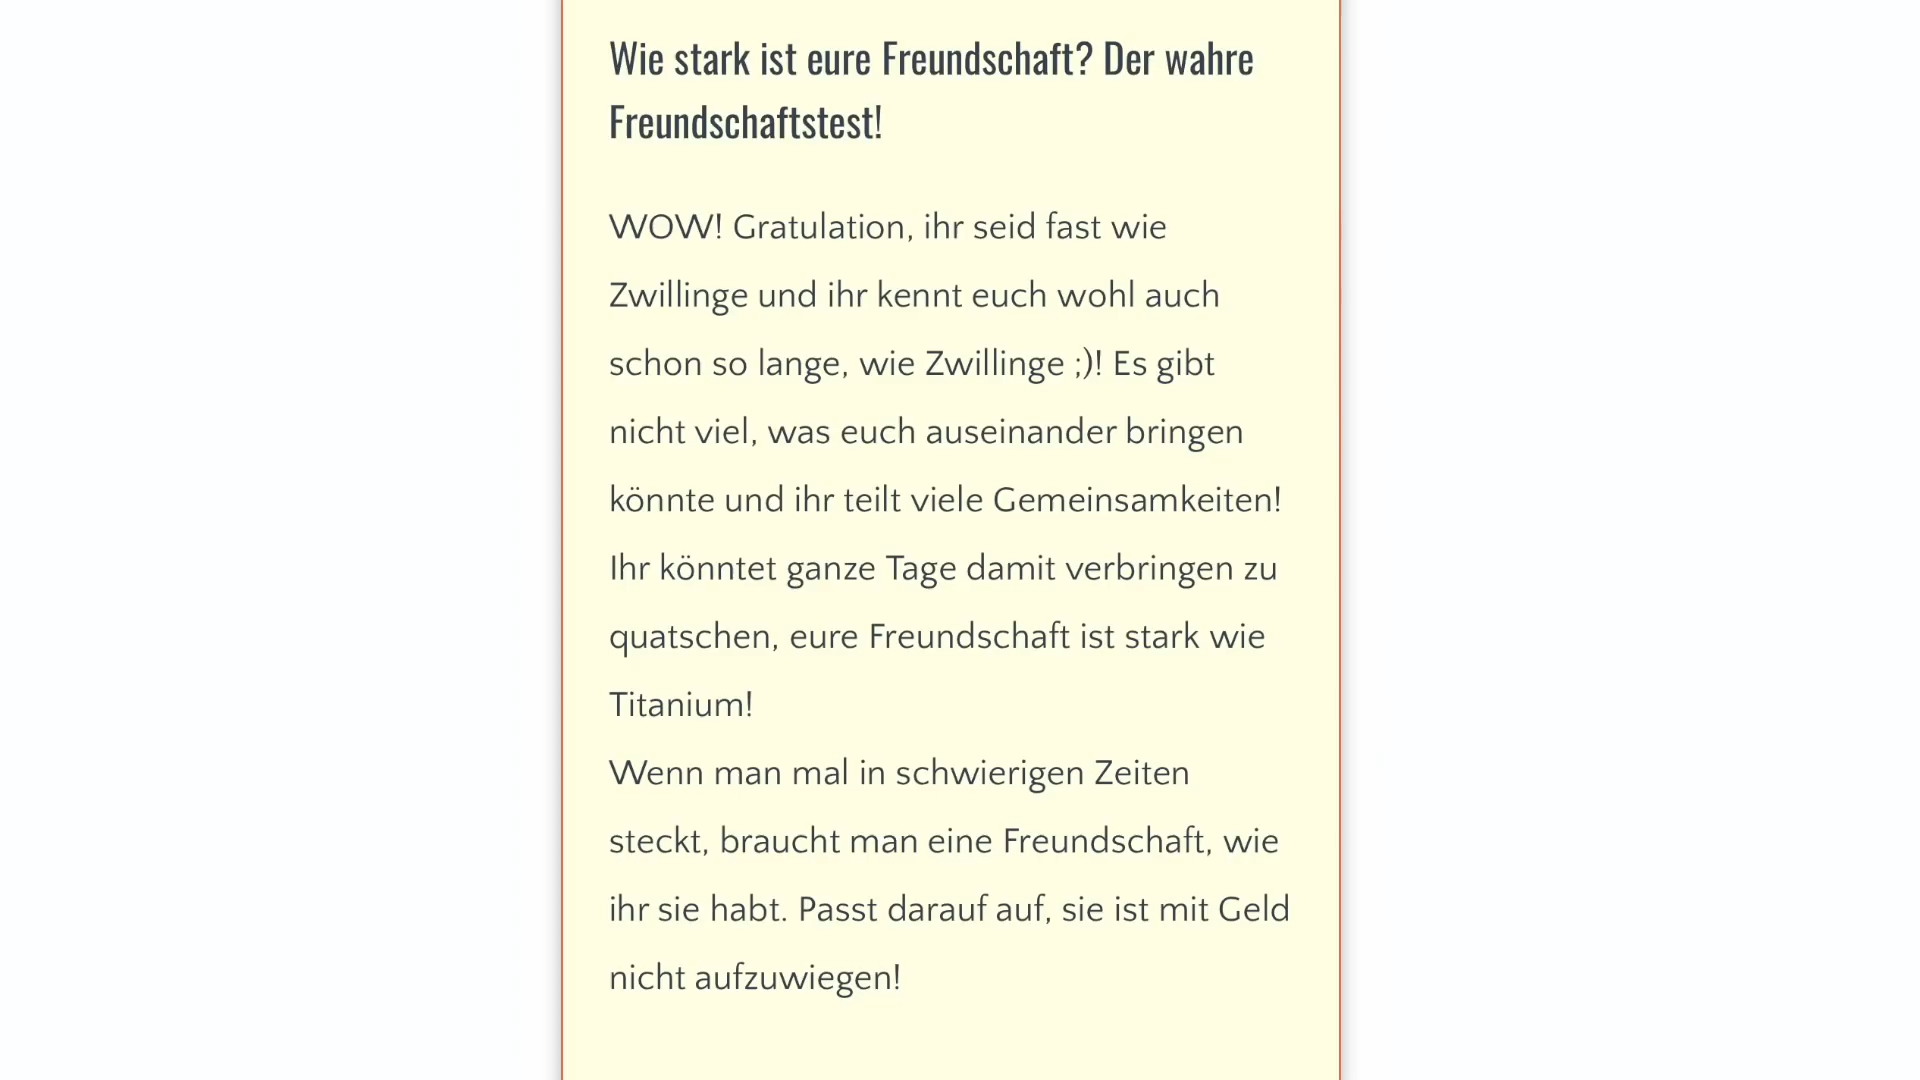 Wie stark ist eure Freundschaft? Der wahre
Freundschaftstest!
WOW! Gratulation, ihr seid fast wie
Zwillinge und ihr kennt euch wohl auch
schon so lange, wie Zwillinge ;)! Es gibt
nicht viel, was euch auseinander bringen
könnte und ihr teilt viele Gemeinsamkeiten!
Ihr könntet ganze Tage damit verbringen zu
quatschen, eure Freundschaft ist stark wie
Titanium!
Wenn man mal in schwierigen Zeiten
steckt, braucht man eine Freundschaft, wie
ihr sie habt. Passt darauf auf, sie ist mit Geld
nicht aufzuwiegen!